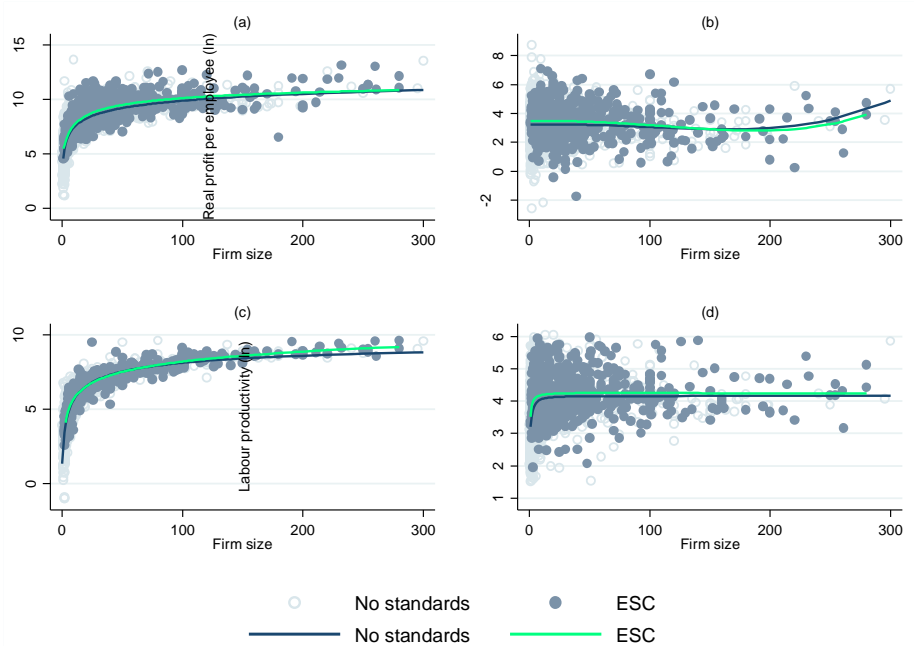 (a)
15
10
5
0
Real profit per employee (ln)
0 100 200 300
Firm size
(b)
8
6
4
2
0
-2
0 100 200 300
Firm size
(c)
10
5
0
Labour productivity (ln)
0 100 200 300
Firm size
(d)
6
5
4
3
2
1
0 100 200 300
Firm size
No standards ESC
No standards ESC